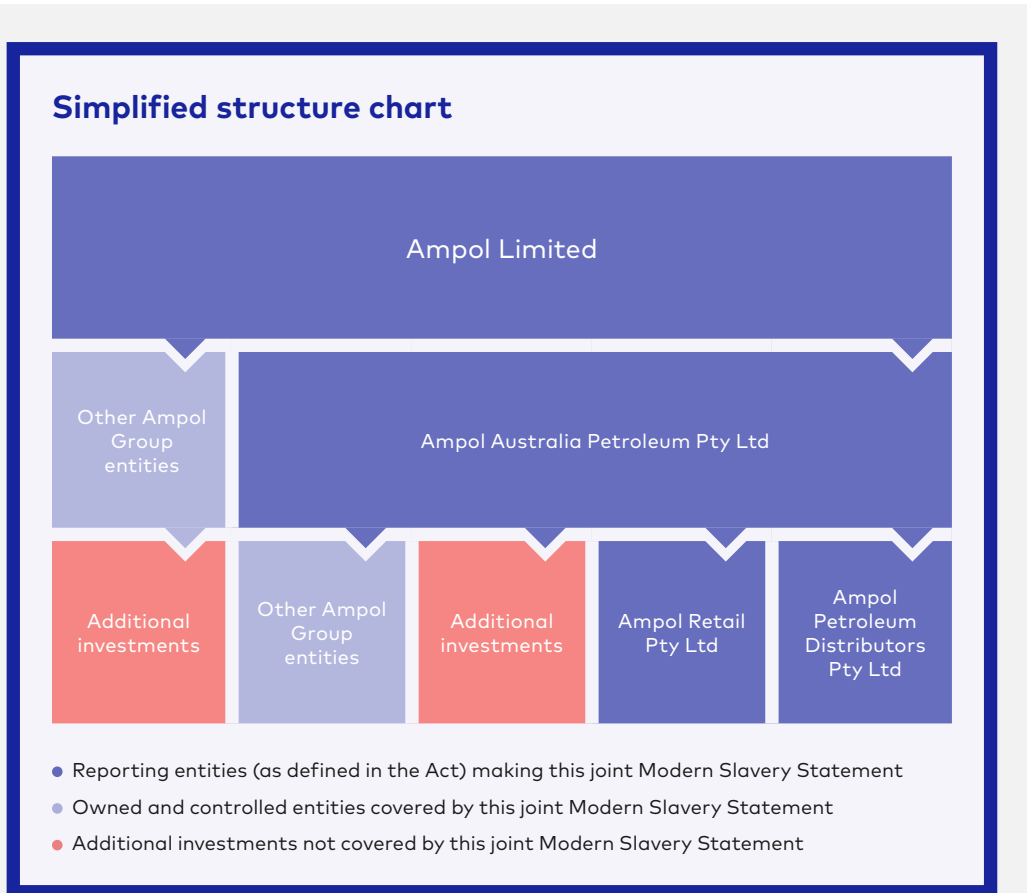 Simplified structure chart
Ampol Limited
Other Ampol
Group
entities
Ampol Australia Petroleum Pty Ltd
Additional
investments
Other Ampol
Group
entities
Additional
investments
Ampol Retail
Pty Ltd
Ampol
Petroleum
Distributors
Pty Ltd
Reporting entities (as defined in the Act) making this joint Modern Slavery Statement
Owned and controlled entities covered by this joint Modern Slavery Statement
Additional investments not covered by this joint Modern Slavery Statement